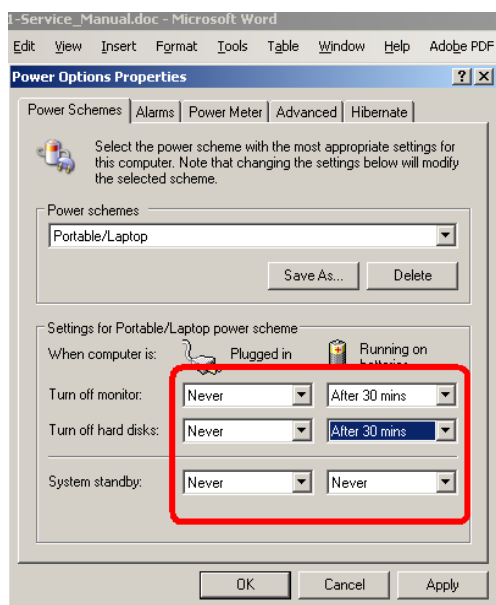 1-Service_Manual.doc - Microsoft Word
Edit View Insert Format Tools Table Window Help Adobe PDF
Power Options Properties
Power Schemes Alarms Power Meter Advanced Hibernate
Select the power scheme with the most appropriate settings for
this computer. Note that changing the settings below will modify
the selected scheme.
Power schemes
Portable/Laptop
Save As... Delete
Settings for Portable/Laptop power scheme
When computer is: Plugged in Running on
batteries
Turn off monitor: Never After 30 mins
Turn off hard disks: Never After 30 mins
System standby: Never Never
OK Cancel Apply